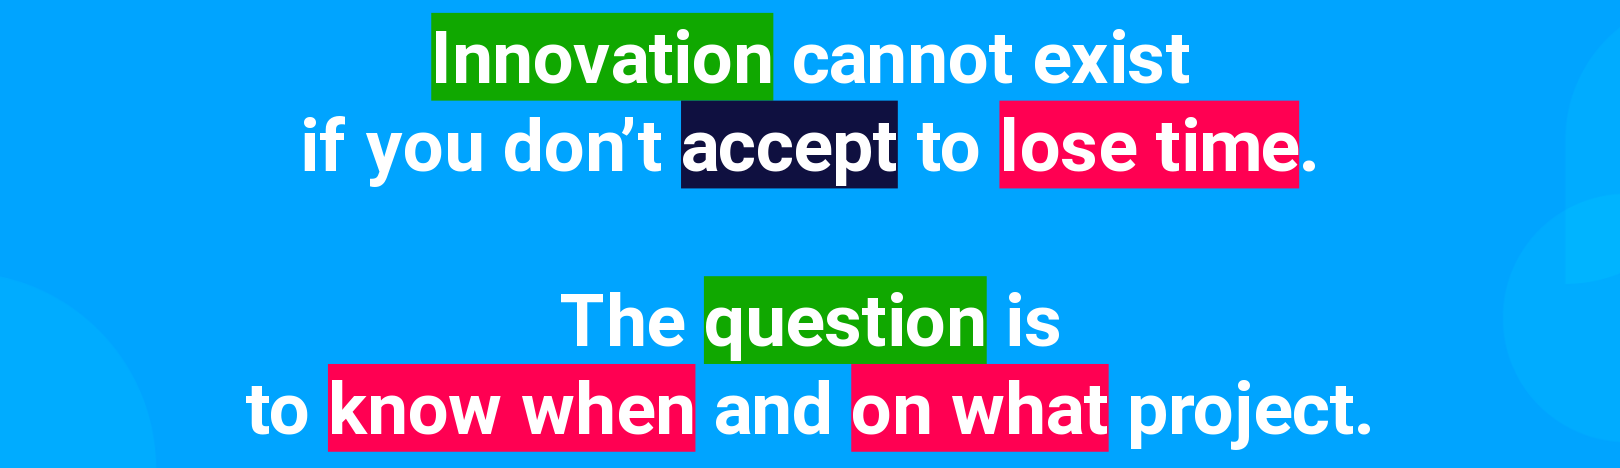 Innovation cannot exist
if you don’t accept to lose time.
The question is
to know when and on what project.